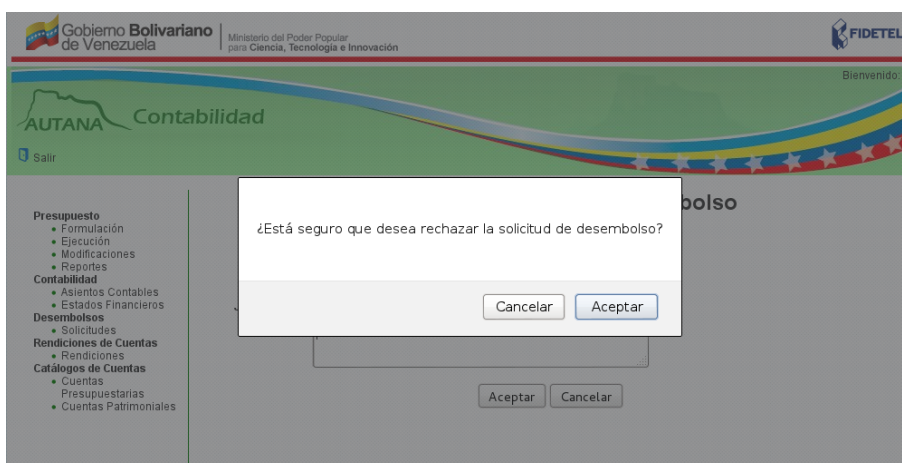 Gobierno Bolivariano
de Venezuela
Ministerio del Poder Popular
para Ciencia, Tecnología e Innovación
FIDETEL
Bienvenido:
AUTANA Contabilidad
Salir
bolso
¿Está seguro que desea rechazar la solicitud de desembolso?
Cancelar Aceptar
Presupuesto
Formulación
Ejecución
Modificaciones
Reportes
Contabilidad
Asientos Contables
Estados Financieros
Desembolsos
Solicitudes
Rendiciones de Cuentas
Rendiciones
Catálogos de Cuentas
Cuentas
Presupuestarias
Cuentas Patrimoniales
Aceptar Cancelar